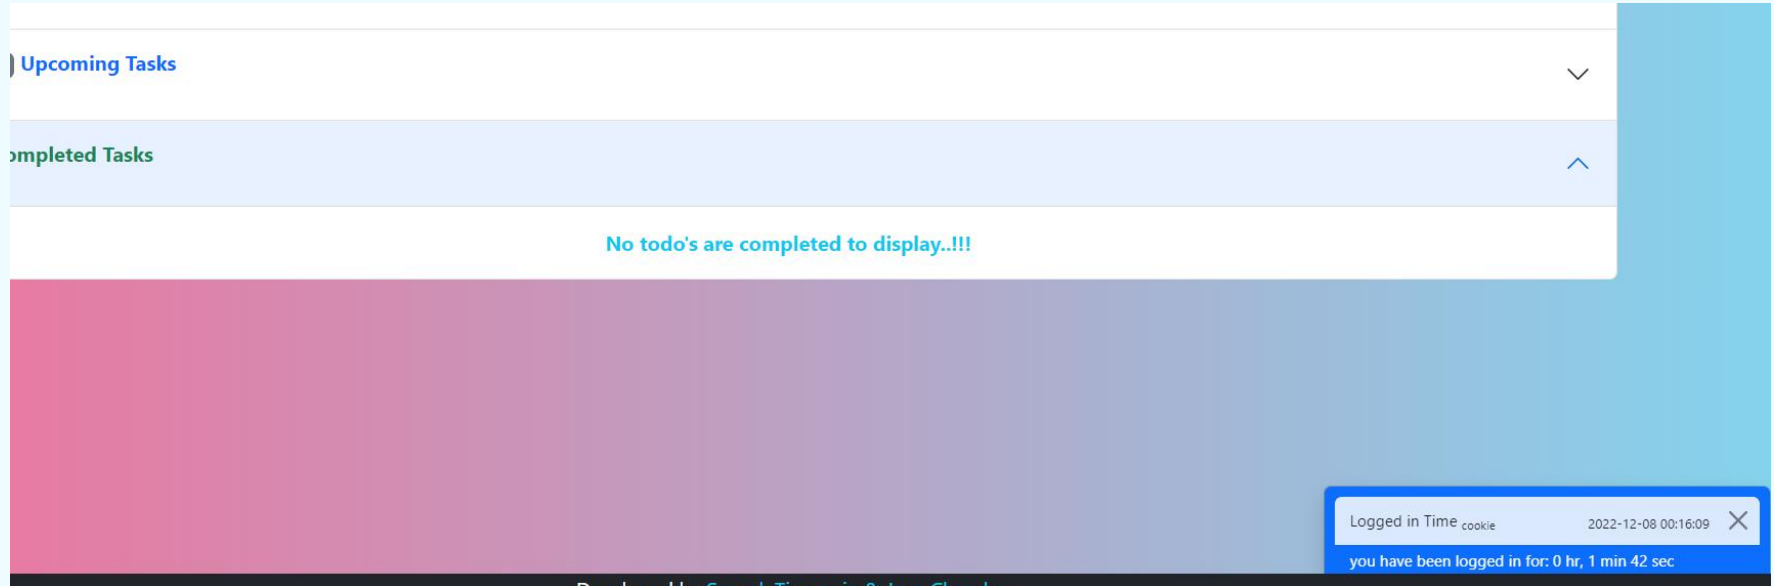 Upcoming Tasks
ompleted Tasks
No todo's are completed to display..!!!
Logged in Time cookie 2022-12-08 00:16:09
you have been logged in for: 0 hr, 1 min 42 sec